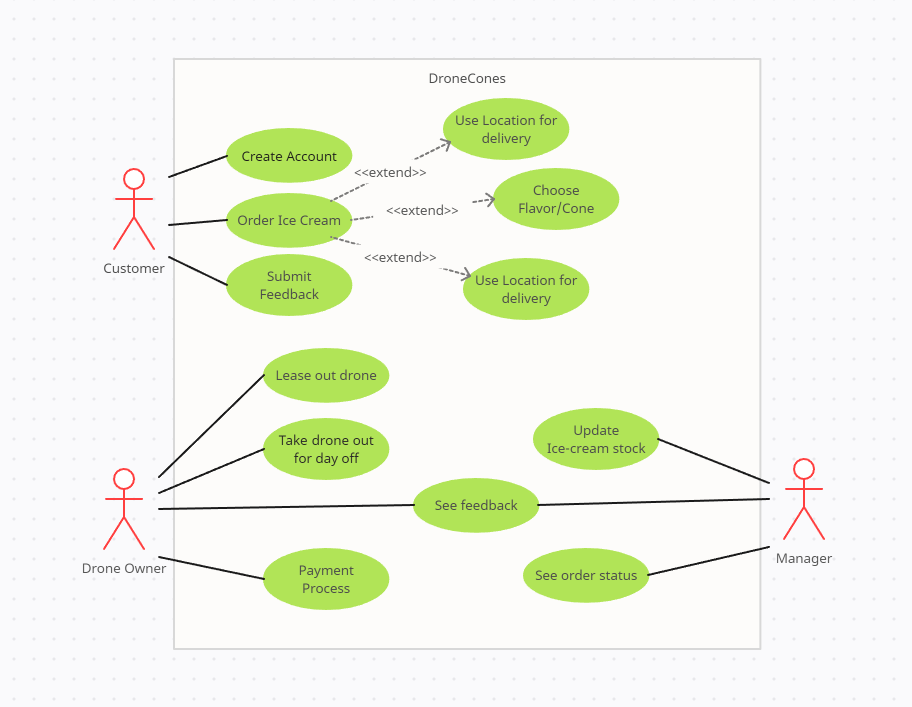 DroneCones
Use Location for
delivery
Create Account
<<extend>>
Choose
Flavor/Cone
Order Ice Cream
<<extend>>
<<extend>>
Customer
Submit
Feedback
Use Location for
delivery
Lease out drone
Take drone out
for day off
Update
Ice-cream stock
See feedback
Drone Owner
Manager
Payment
Process
See order status